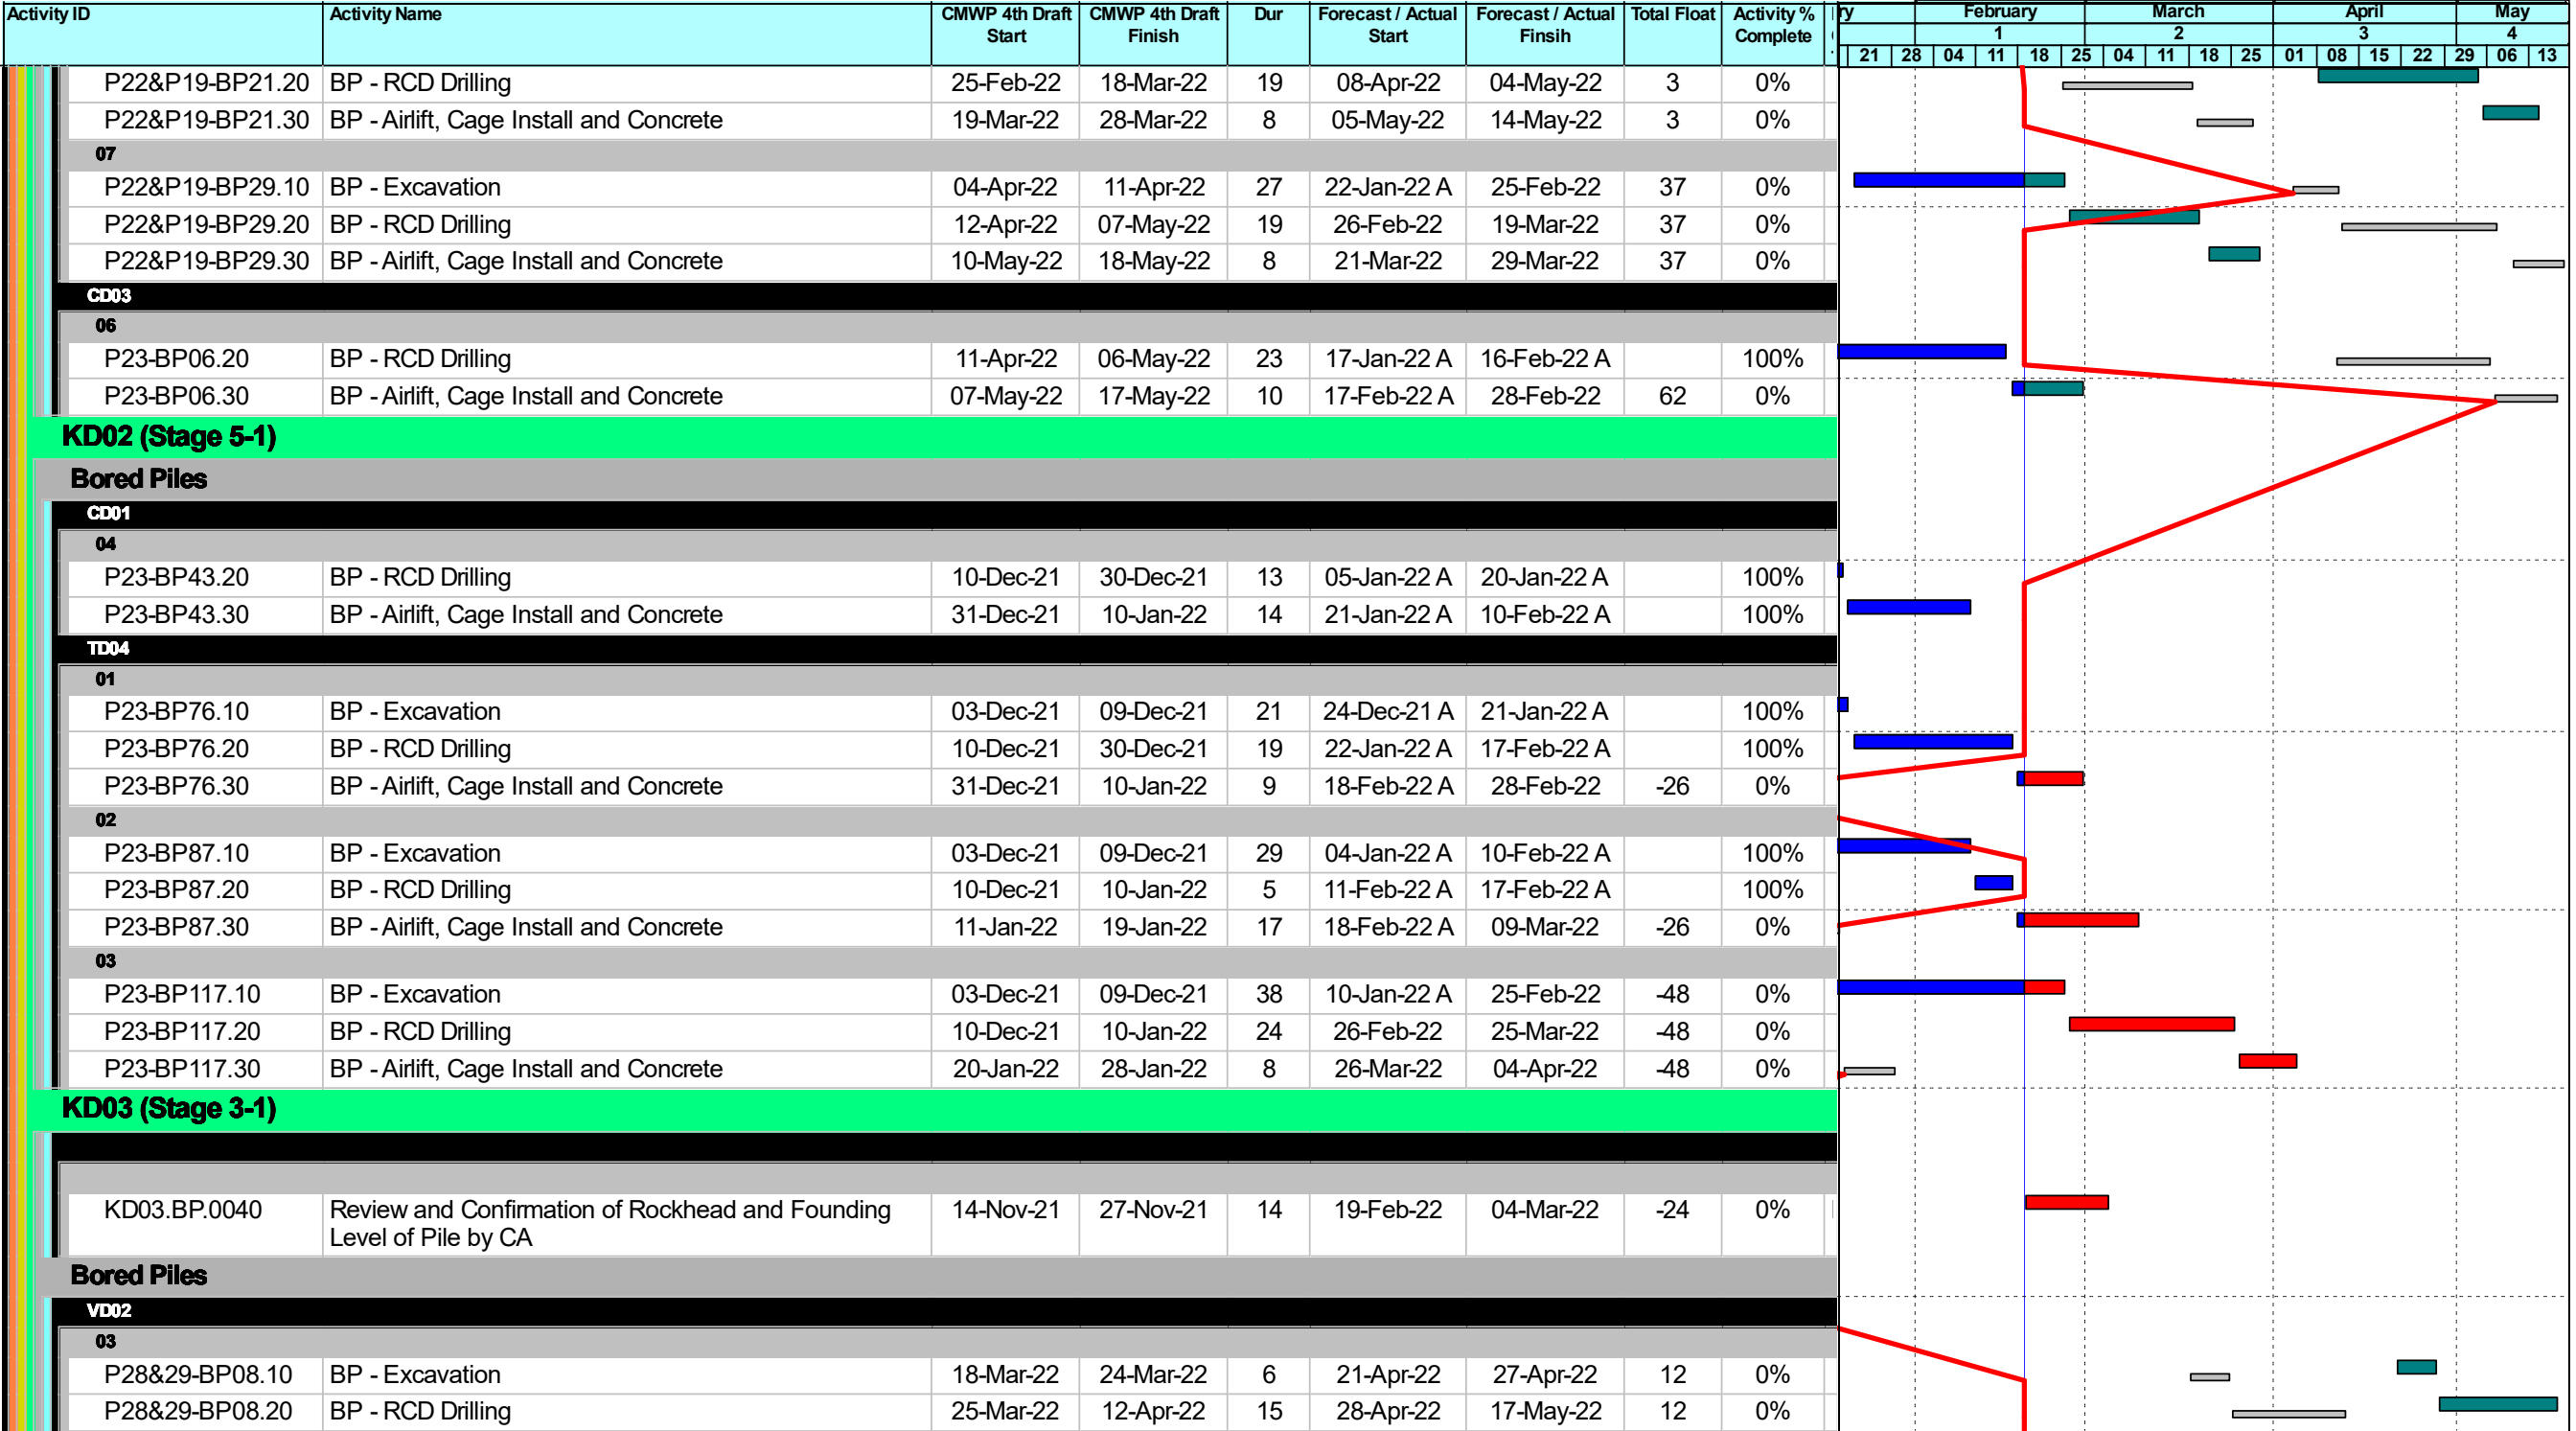 Activity ID Activity Name CMWP 4th Draft Start CMWP 4th Draft Finish Dur Forecast / Actual Start Forecast / Actual Finsih Total Float Activity % Complete ry February March April May
1 2 3 4
21 28 04 11 18 25 04 11 18 25 01 08 15 22 29 06 13
P22&P19-BP21.20 BP - RCD Drilling 25-Feb-22 18-Mar-22 19 08-Apr-22 04-May-22 3 0%
P22&P19-BP21.30 BP - Airlift, Cage Install and Concrete 19-Mar-22 28-Mar-22 8 05-May-22 14-May-22 3 0%
07
P22&P19-BP29.10 BP - Excavation 04-Apr-22 11-Apr-22 27 22-Jan-22 A 25-Feb-22 37 0%
P22&P19-BP29.20 BP - RCD Drilling 12-Apr-22 07-May-22 19 26-Feb-22 19-Mar-22 37 0%
P22&P19-BP29.30 BP - Airlift, Cage Install and Concrete 10-May-22 18-May-22 8 21-Mar-22 29-Mar-22 37 0%
CD03
06
P23-BP06.20 BP - RCD Drilling 11-Apr-22 06-May-22 23 17-Jan-22 A 16-Feb-22 A 100%
P23-BP06.30 BP - Airlift, Cage Install and Concrete 07-May-22 17-May-22 10 17-Feb-22 A 28-Feb-22 62 0%
KD02 (Stage 5-1)
Bored Piles
CD01
04
P23-BP43.20 BP - RCD Drilling 10-Dec-21 30-Dec-21 13 05-Jan-22 A 20-Jan-22 A 100%
P23-BP43.30 BP - Airlift, Cage Install and Concrete 31-Dec-21 10-Jan-22 14 21-Jan-22 A 10-Feb-22 A 100%
TD04
01
P23-BP76.10 BP - Excavation 03-Dec-21 09-Dec-21 21 24-Dec-21 A 21-Jan-22 A 100%
P23-BP76.20 BP - RCD Drilling 10-Dec-21 30-Dec-21 19 22-Jan-22 A 17-Feb-22 A 100%
P23-BP76.30 BP - Airlift, Cage Install and Concrete 31-Dec-21 10-Jan-22 9 18-Feb-22 A 28-Feb-22 -26 0%
02
P23-BP87.10 BP - Excavation 03-Dec-21 09-Dec-21 29 04-Jan-22 A 10-Feb-22 A 100%
P23-BP87.20 BP - RCD Drilling 10-Dec-21 10-Jan-22 5 11-Feb-22 A 17-Feb-22 A 100%
P23-BP87.30 BP - Airlift, Cage Install and Concrete 11-Jan-22 19-Jan-22 17 18-Feb-22 A 09-Mar-22 -26 0%
03
P23-BP117.10 BP - Excavation 03-Dec-21 09-Dec-21 38 10-Jan-22 A 25-Feb-22 -48 0%
P23-BP117.20 BP - RCD Drilling 10-Dec-21 10-Jan-22 24 26-Feb-22 25-Mar-22 -48 0%
P23-BP117.30 BP - Airlift, Cage Install and Concrete 20-Jan-22 28-Jan-22 8 26-Mar-22 04-Apr-22 -48 0%
KD03 (Stage 3-1)
KD03.BP.0040 Review and Confirmation of Rockhead and Founding 14-Nov-21 27-Nov-21 14 19-Feb-22 04-Mar-22 -24 0%
Level of Pile by CA
Bored Piles
VD02
03
P28&29-BP08.10 BP - Excavation 18-Mar-22 24-Mar-22 6 21-Apr-22 27-Apr-22 12 0%
P28&29-BP08.20 BP - RCD Drilling 25-Mar-22 12-Apr-22 15 28-Apr-22 17-May-22 12 0%